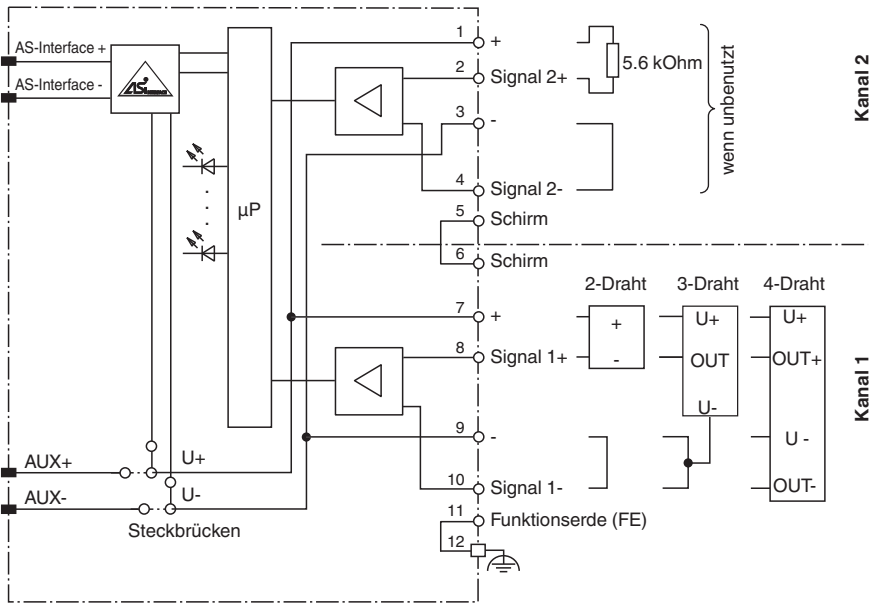 AS-Interface +
AS-Interface -
ASi
INTERFACE
µP
1
+
2
Signal 2+
3
-
4
Signal 2-
5
Schirm
6
Schirm
5.6 kOhm
wenn unbenutzt
Kanal 2
7
+
8
Signal 1+
9
-
10
Signal 1-
11
Funktionserde (FE)
12
2-Draht
3-Draht
4-Draht
+
-
U+
OUT
U-
U+
OUT+
U -
OUT-
Kanal 1
AUX+
U+
AUX-
U-
Steckbrücken